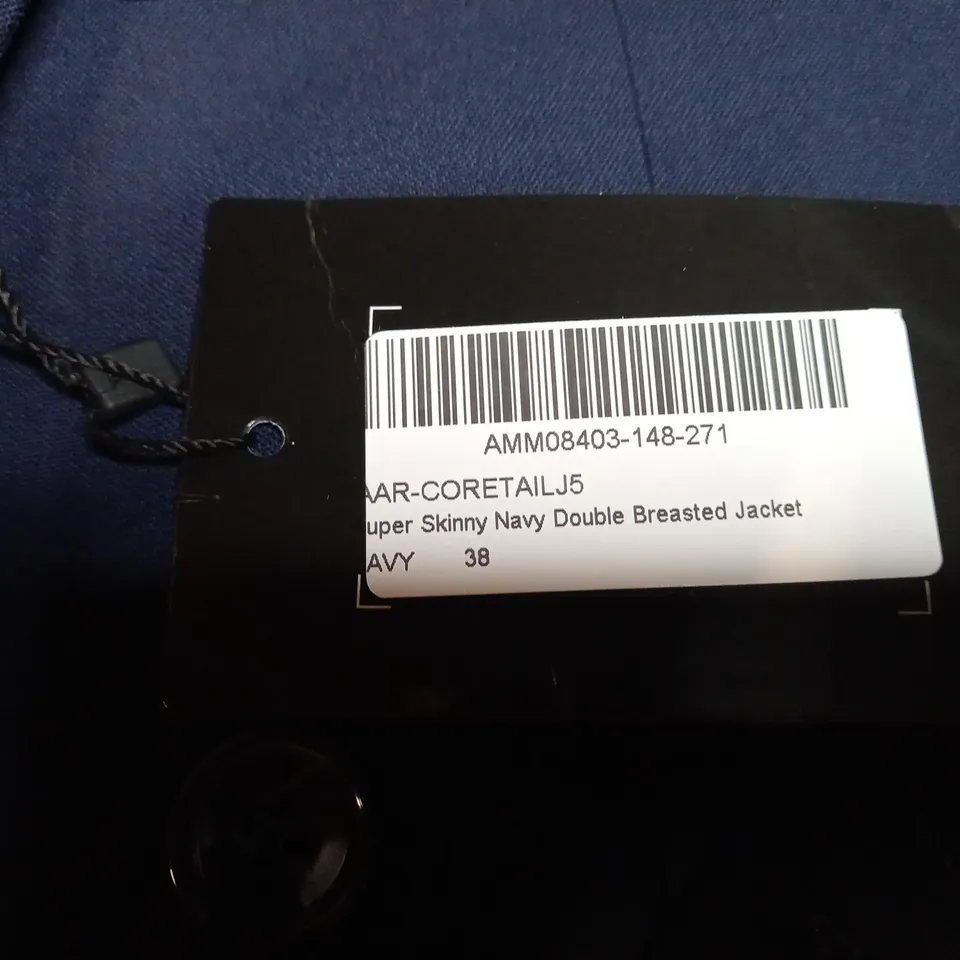 AMM08403-148-271
AAR-CORETAILJ5
uper Skinny Navy Double Breasted Jacket
AVY 38